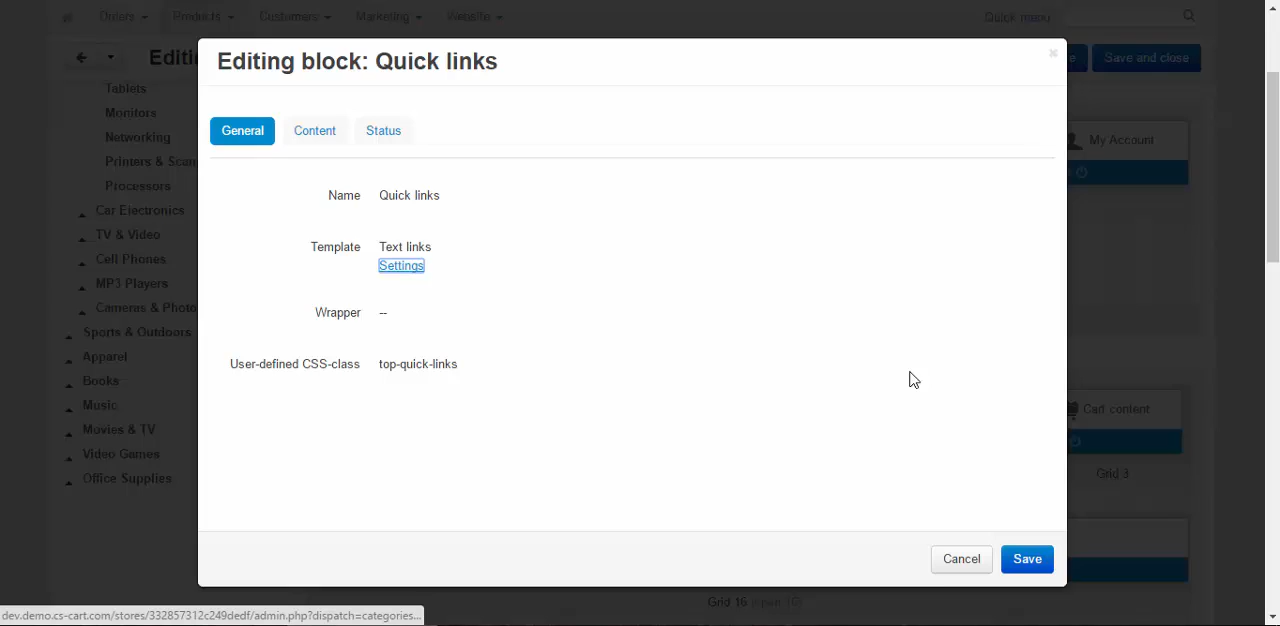 Orders Products Customers Marketing Website Quick menu
Save and close
Editing block: Quick links
Tablets
Monitors
Networking
Printers & Scan
Processors
Car Electronics
TV & Video
Cell Phones
MP3 Players
Cameras & Photo
Sports & Outdoors
Apparel
Books
Music
Movies & TV
Video Games
Office Supplies
General Content Status
Name Quick links
Template Text links
Settings
Wrapper --
User-defined CSS-class top-quick-links
Cancel Save
My Account
Cart content
Grid 3
Grid 16
dev.demo.cs-cart.com/stores/332857312c249dedf/admin.php?dispatch=categories...